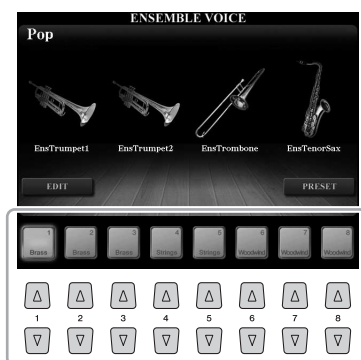 ENSEMBLE VOICE
Pop
EnsTrumpet1 EnsTrumpet2 EnsTrombone EnsTenorSax
EDIT PRESET
1 2 3 4 5 6 7 8
Brass Brass Brass Strings Strings Woodwind Woodwind Woodwind
1 2 3 4 5 6 7 8